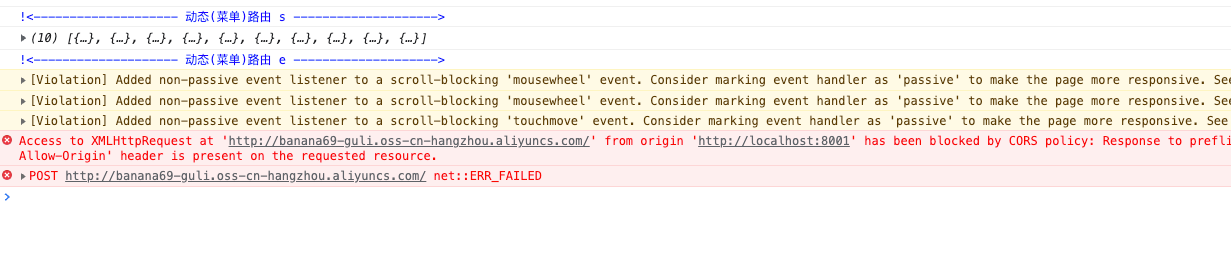 !<-------------------- 动态(菜单)路由 s -------------------->
(10) [{…}, {…}, {…}, {…}, {…}, {…}, {…}, {…}, {…}, {…}]
!<-------------------- 动态(菜单)路由 e -------------------->
[Violation] Added non-passive event listener to a scroll-blocking 'mousewheel' event. Consider marking event handler as 'passive' to make the page more responsive. See
[Violation] Added non-passive event listener to a scroll-blocking 'mousewheel' event. Consider marking event handler as 'passive' to make the page more responsive. See
[Violation] Added non-passive event listener to a scroll-blocking 'touchmove' event. Consider marking event handler as 'passive' to make the page more responsive. See
Access to XMLHttpRequest at 'http://banana69-guli.oss-cn-hangzhou.aliyuncs.com/' from origin 'http://localhost:8001' has been blocked by CORS policy: Response to prefli
Allow-Origin' header is present on the requested resource.
POST http://banana69-guli.oss-cn-hangzhou.aliyuncs.com/ net::ERR_FAILED